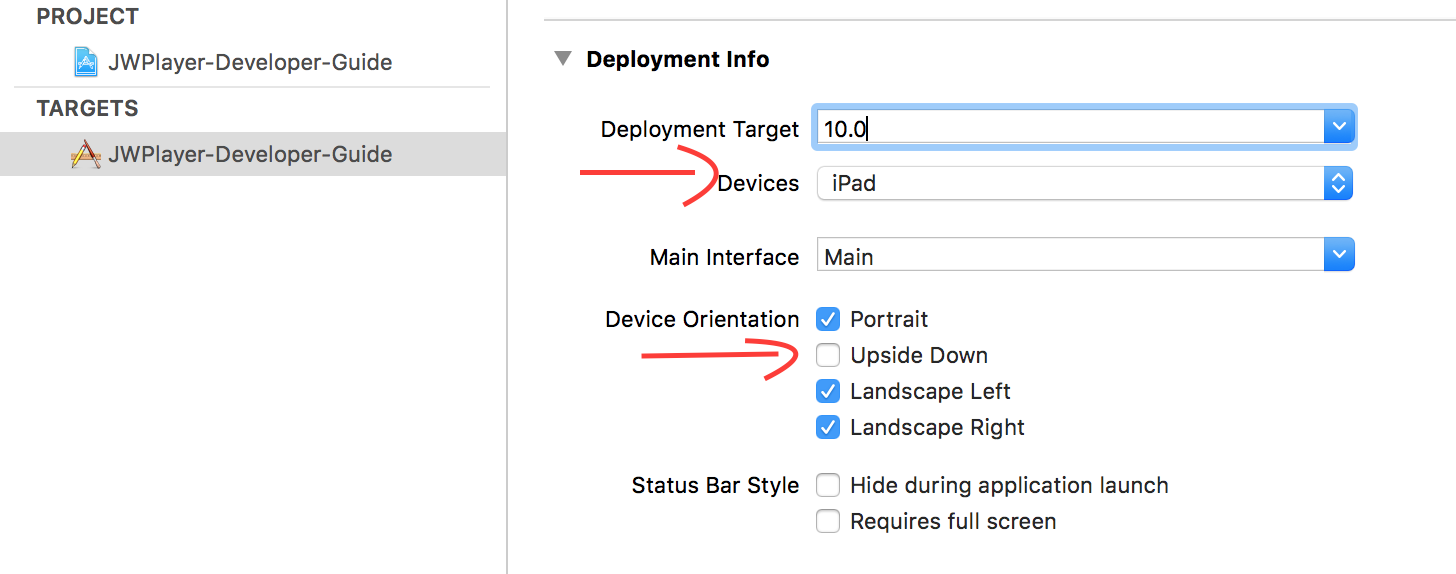 PROJECT
JWPlayer-Developer-Guide
TARGETS
JWPlayer-Developer-Guide
Deployment Info
Deployment Target 10.0
Devices iPad
Main Interface Main
Device Orientation Portrait
Upside Down
Landscape Left
Landscape Right
Status Bar Style Hide during application launch
Requires full screen